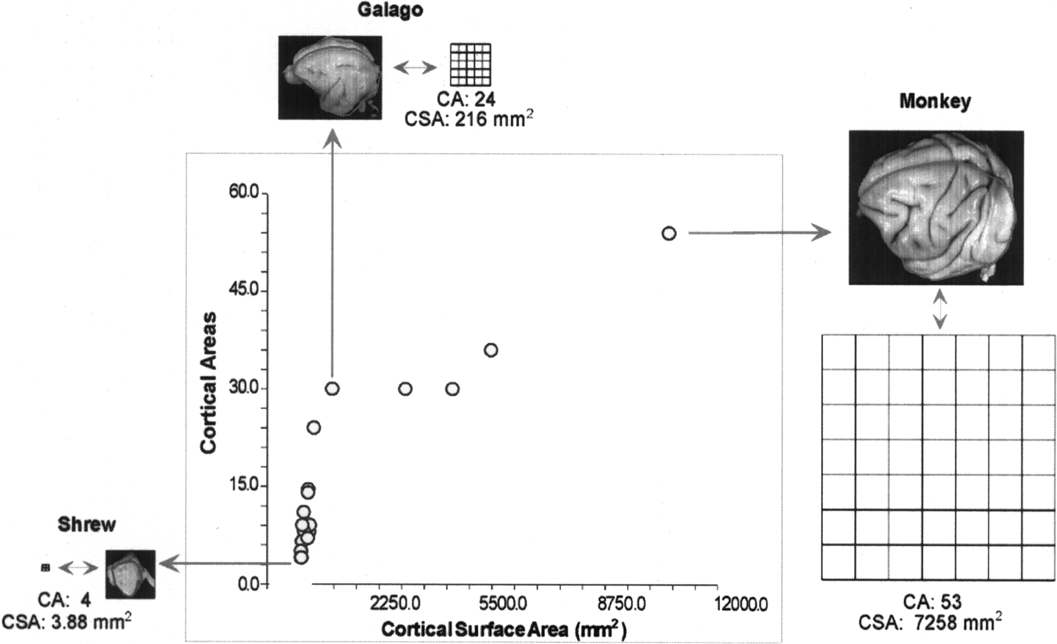 Galago
CA: 24
CSA: 216 mm²
Monkey
60.0
45.0
30.0
15.0
0.0
Cortical Areas
2250.0 5500.0 8750.0 12000.0
Cortical Surface Area (mm²)
Shrew
CA: 4
CSA: 3.88 mm²
CA: 53
CSA: 7258 mm²